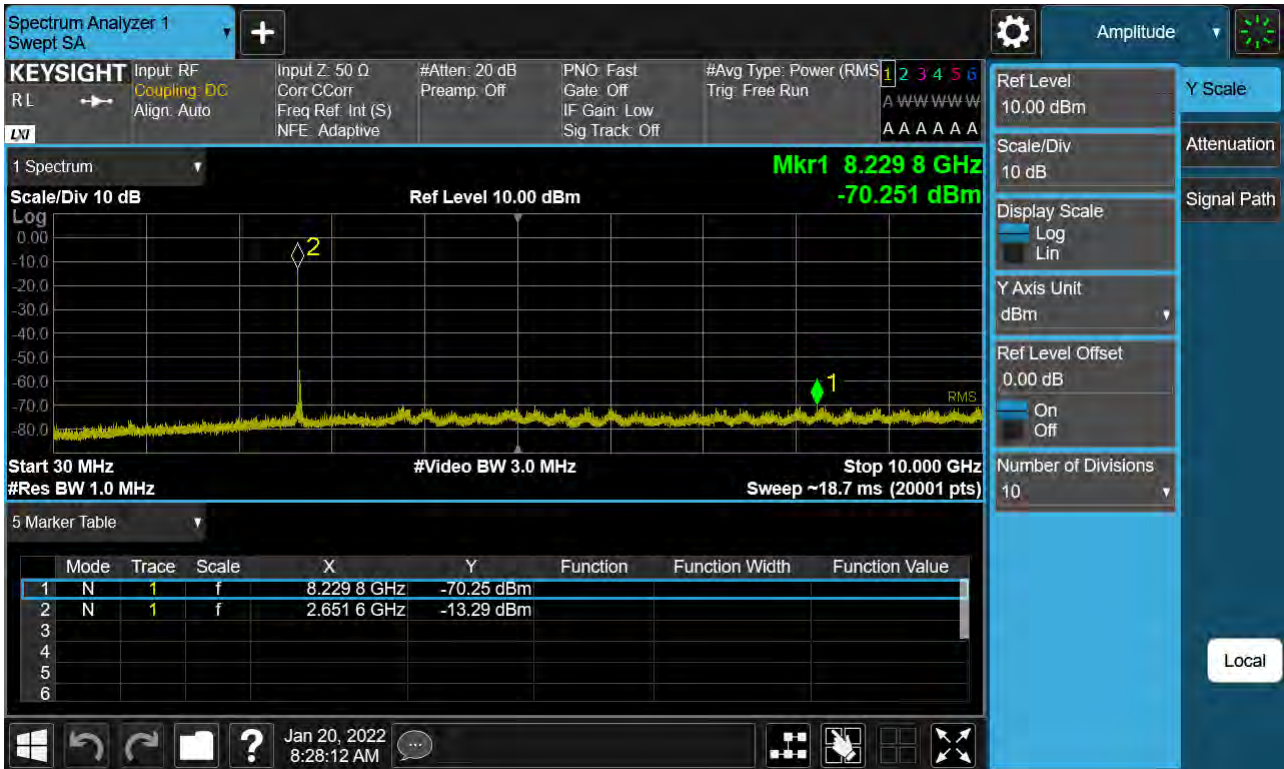 Spectrum Analyzer 1
Swept SA
Amplitude
KEYSIGHT
RL
LXI
Input: RF
Coupling: DC
Align: Auto
Input Z: 50 Ω
Corr CCorr
Freq Ref: Int (S)
NFE: Adaptive
#Atten: 20 dB
Preamp: Off
PNO: Fast
Gate: Off
IF Gain: Low
Sig Track: Off
#Avg Type: Power (RMS
Trig: Free Run
1 2 3 4 5 6
A W W W W W
A A A A A A
1 Spectrum
Mkr1 8.229 8 GHz
-70.251 dBm
Scale/Div 10 dB
Ref Level 10.00 dBm
Log
0.00
-10.0
-20.0
-30.0
-40.0
-50.0
-60.0
-70.0
-80.0
2
1
RMS
Start 30 MHz
#Video BW 3.0 MHz
Stop 10.000 GHz
#Res BW 1.0 MHz
Sweep ~18.7 ms (20001 pts)
5 Marker Table
Mode Trace Scale X Y Function Function Width Function Value
1 N 1 f 8.229 8 GHz -70.25 dBm
2 N 1 f 2.651 6 GHz -13.29 dBm
3
4
5
6
Ref Level
10.00 dBm
Scale/Div
10 dB
Display Scale
Log
Lin
Y Axis Unit
dBm
Ref Level Offset
0.00 dB
On
Off
Number of Divisions
10
Y Scale
Attenuation
Signal Path
Local
?
Jan 20, 2022
8:28:12 AM